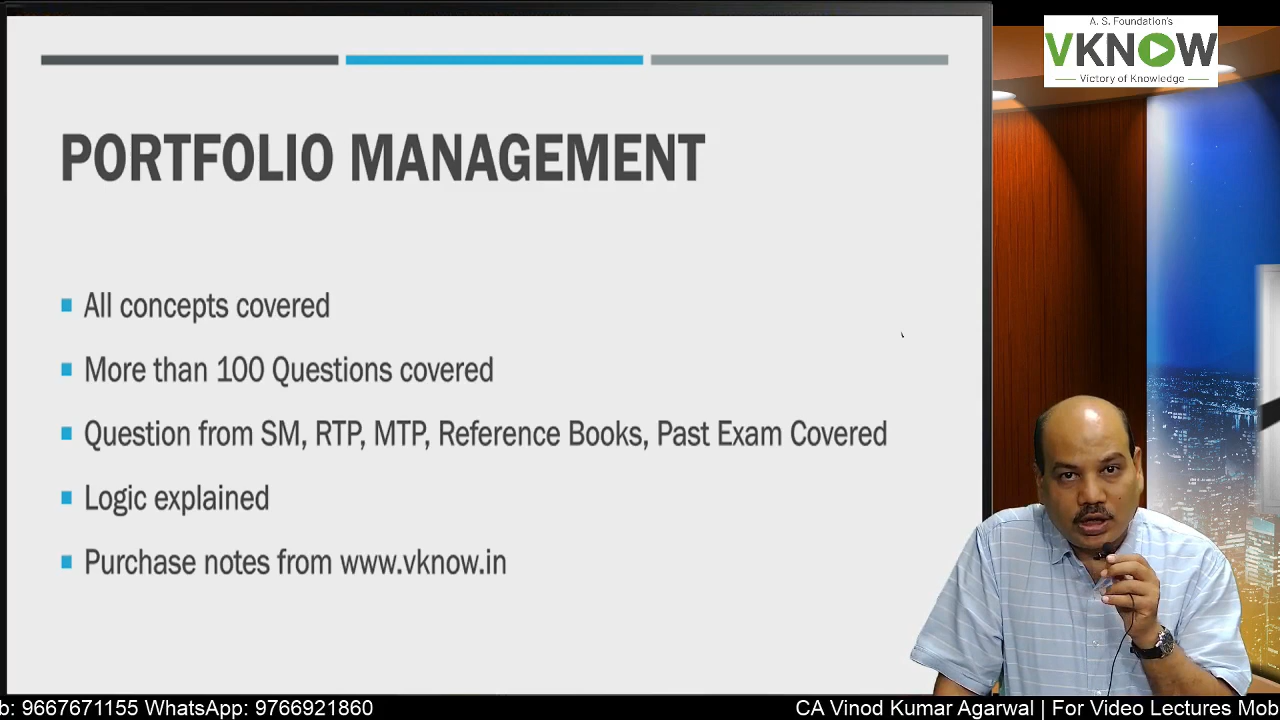 A. S. Foundation's
VKNOW
Victory of Knowledge
PORTFOLIO MANAGEMENT
All concepts covered
More than 100 Questions covered
Question from SM, RTP, MTP, Reference Books, Past Exam Covered
Logic explained
Purchase notes from www.vknow.in
b: 9667671155 WhatsApp: 9766921860
CA Vinod Kumar Agarwal | For Video Lectures Mob